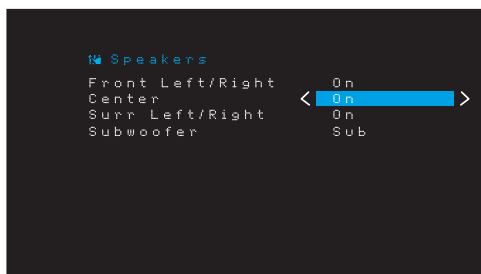 Speakers
Front Left/Right On
Center < On >
Surr Left/Right On
Subwoofer Sub